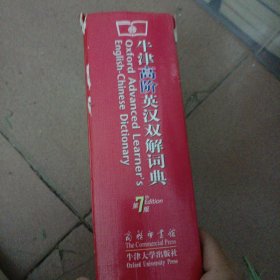 牛津高阶英汉双解词典
Oxford Advanced Learner's
English-Chinese Dictionary
第7版
Edition
商务印书馆
The Commercial Press
牛津大学出版社
Oxford University Press